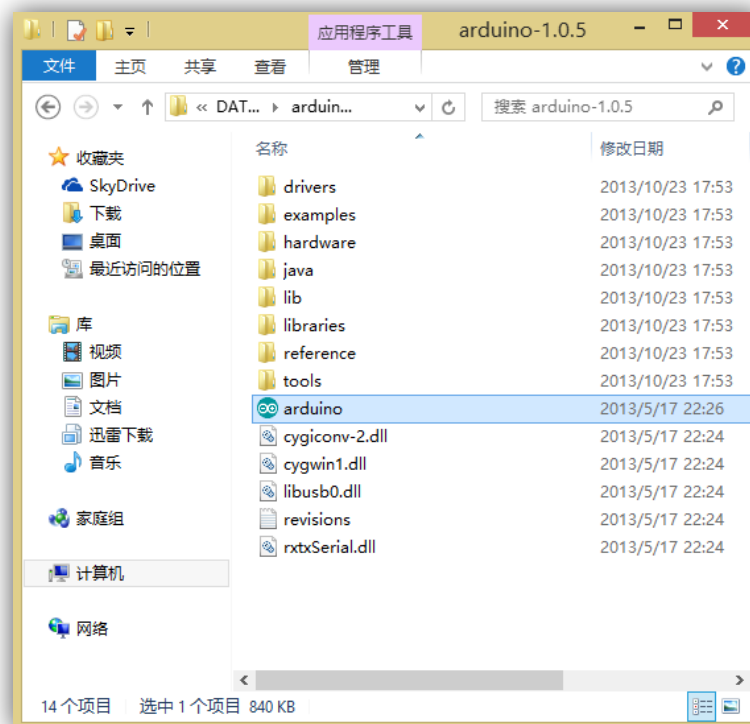 应用程序工具 arduino-1.0.5
文件 主页 共享 查看 管理
« DAT... arduin... 搜索 arduino-1.0.5
名称 修改日期
收藏夹
SkyDrive
下载
桌面
最近访问的位置
库
视频
图片
文档
迅雷下载
音乐
家庭组
计算机
网络
drivers 2013/10/23 17:53
examples 2013/10/23 17:53
hardware 2013/10/23 17:53
java 2013/10/23 17:53
lib 2013/10/23 17:53
libraries 2013/10/23 17:53
reference 2013/10/23 17:53
tools 2013/10/23 17:53
arduino 2013/5/17 22:26
cygiconv-2.dll 2013/5/17 22:24
cygwin1.dll 2013/5/17 22:24
libusb0.dll 2013/5/17 22:24
revisions 2013/5/17 22:24
rxtxSerial.dll 2013/5/17 22:24
14 个项目 选中 1 个项目 840 KB